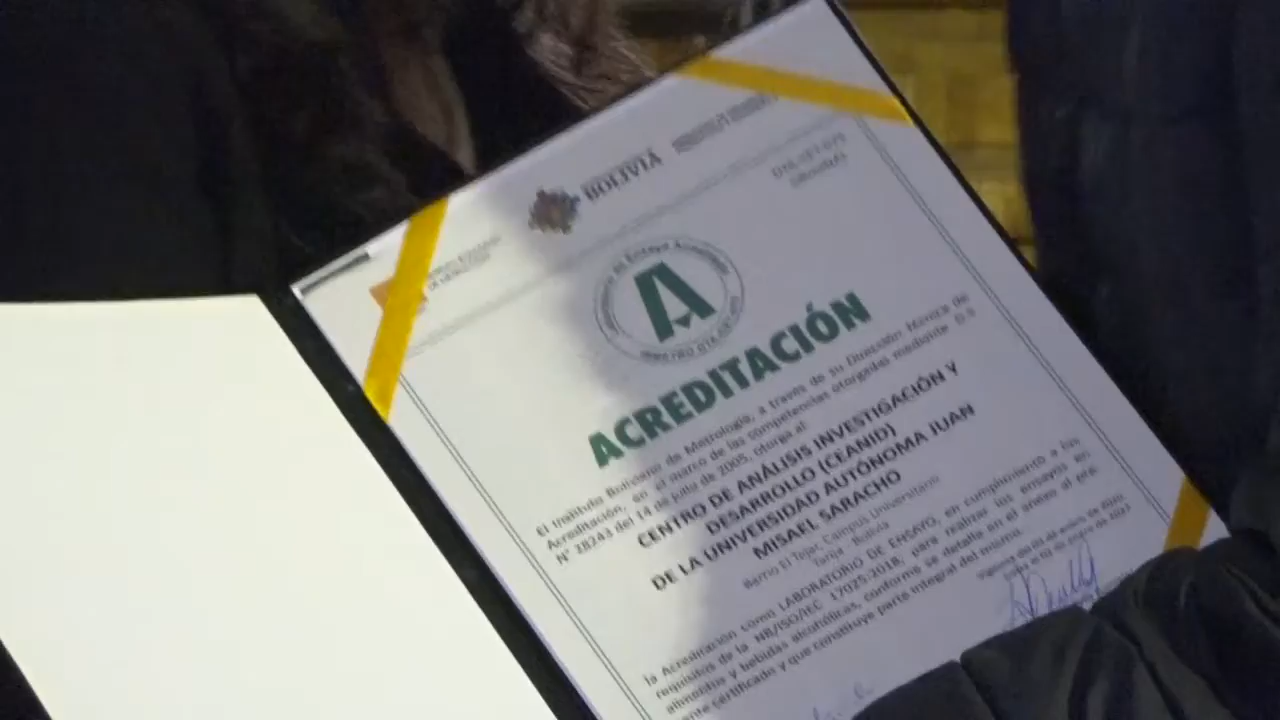 BOLIVIA
A
ACREDITACIÓN
El Instituto Boliviano de Metrología, a través de su Dirección Técnica de
Acreditación, en el marco de las competencias otorgadas mediante D.S
N° 28243 del 14 de julio de 2005, otorga al
CENTRO DE ANÁLISIS INVESTIGACIÓN Y
DESARROLLO (CEANID)
DE LA UNIVERSIDAD AUTÓNOMA JUAN
MISAEL SARACHO
Barrio El Tejar, Campus Universitario
Tarija - Bolivia
la Acreditación como LABORATORIO DE ENSAYO, en cumplimiento a los
requisitos de la NB/ISO/IEC 17025:2018, para realizar los ensayos en
alimentos y bebidas alcohólicas, conforme se detalla en el anexo al
certificado y que constituye parte integral del mismo.